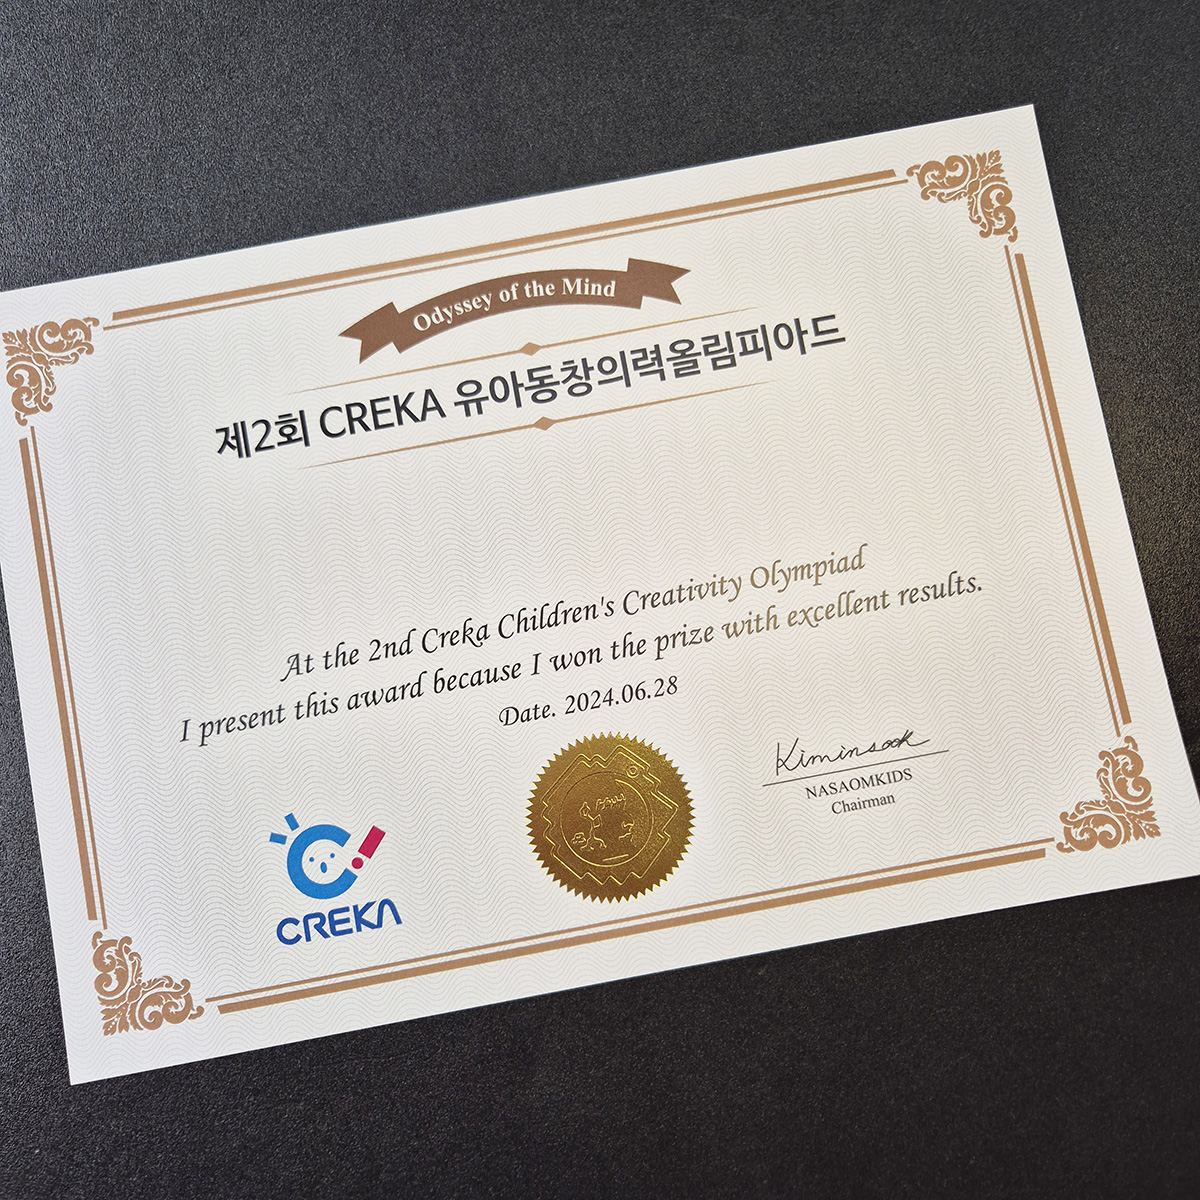 Odyssey of the Mind
제2회 CREKA 유아동창의력올림피아드
At the 2nd Creka Children's Creativity Olympiad
I present this award because I won the prize with excellent results.
Date. 2024.06.28
Kiminsook
NASAOMKIDS
Chairman
CREKA